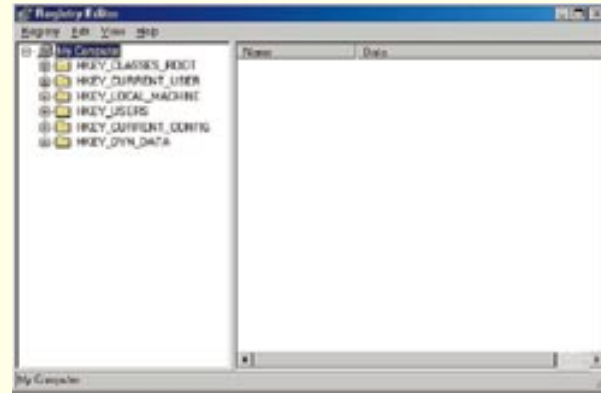 Registry Editor
Registry Edit View Help
My Computer
HKEY_CLASSES_ROOT
HKEY_CURRENT_USER
HKEY_LOCAL_MACHINE
HKEY_USERS
HKEY_CURRENT_CONFIG
HKEY_DYN_DATA
Name Data
My Computer